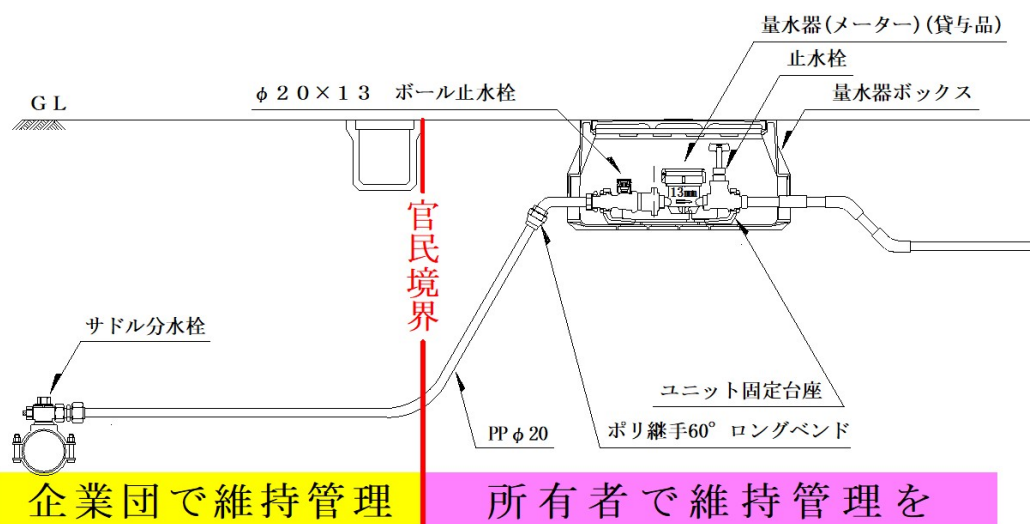 量水器(メーター)(貸与品)
止水栓
量水器ボックス
GL
φ20×13 ボール止水栓
13mm
官民境界
サドル分水栓
ユニット固定台座
PPφ20
ポリ継手60°ロングベンド
企業団で維持管理
所有者で維持管理を